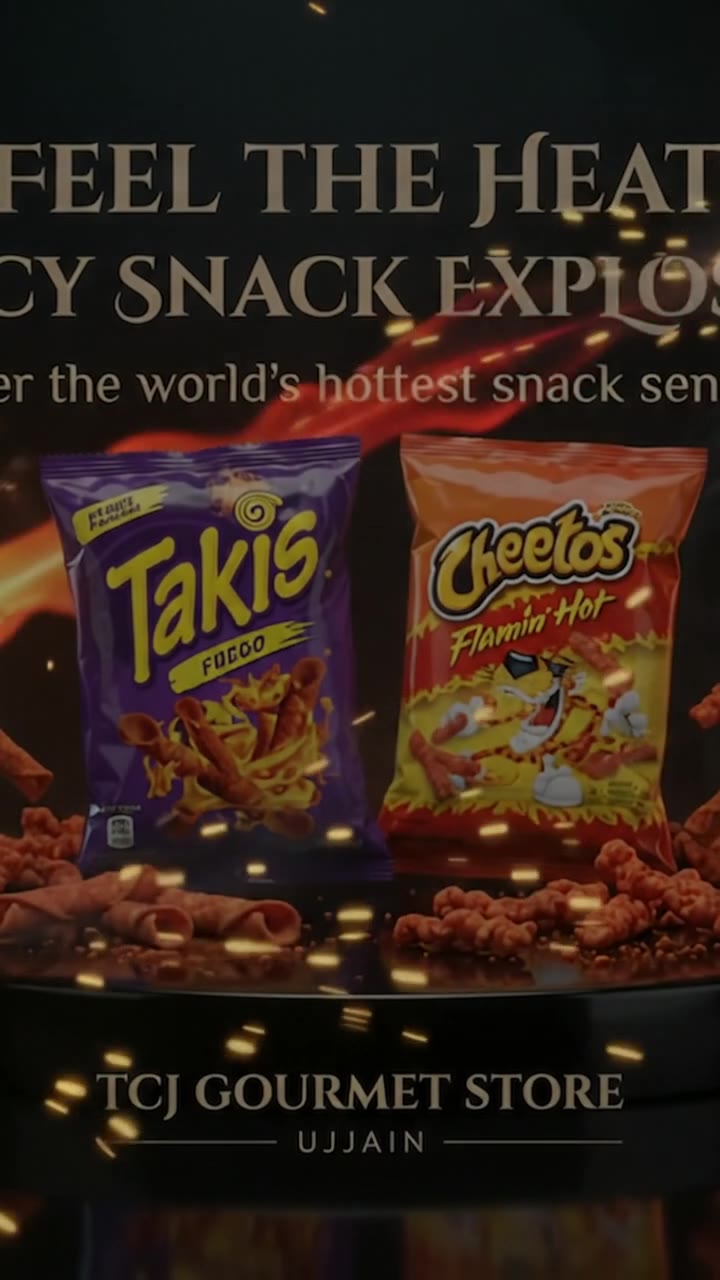 FEEL THE HEAT
CY SNACK EXPLOS
er the world's hottest snack sen
Takis
FUEGO
Cheetos
Flamin' Hot
TCJ GOURMET STORE
UJJAIN